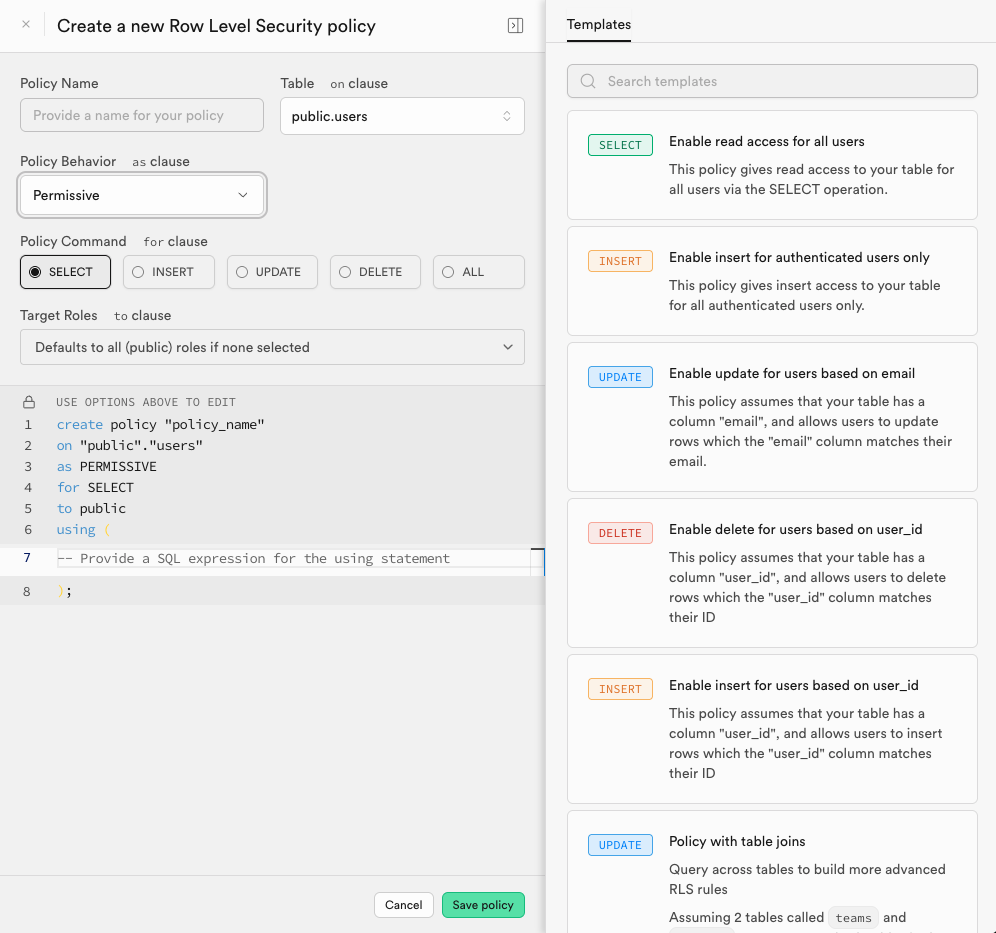 Create a new Row Level Security policy
Policy Name
Provide a name for your policy
Table on clause
public.users
Policy Behavior as clause
Permissive
Policy Command for clause
SELECT
INSERT
UPDATE
DELETE
ALL
Target Roles to clause
Defaults to all (public) roles if none selected
USE OPTIONS ABOVE TO EDIT
1 create policy "policy_name"
2 on "public"."users"
3 as PERMISSIVE
4 for SELECT
5 to public
6 using (
7 -- Provide a SQL expression for the using statement
8 );
Cancel
Save policy
Templates
Search templates
SELECT
Enable read access for all users
This policy gives read access to your table for
all users via the SELECT operation.
INSERT
Enable insert for authenticated users only
This policy gives insert access to your table
for all authenticated users only.
UPDATE
Enable update for users based on email
This policy assumes that your table has a
column "email", and allows users to update
rows which the "email" column matches their
email.
DELETE
Enable delete for users based on user_id
This policy assumes that your table has a
column "user_id", and allows users to delete
rows which the "user_id" column matches
their ID
INSERT
Enable insert for users based on user_id
This policy assumes that your table has a
column "user_id", and allows users to insert
rows which the "user_id" column matches
their ID
UPDATE
Policy with table joins
Query across tables to build more advanced
RLS rules
Assuming 2 tables called teams and